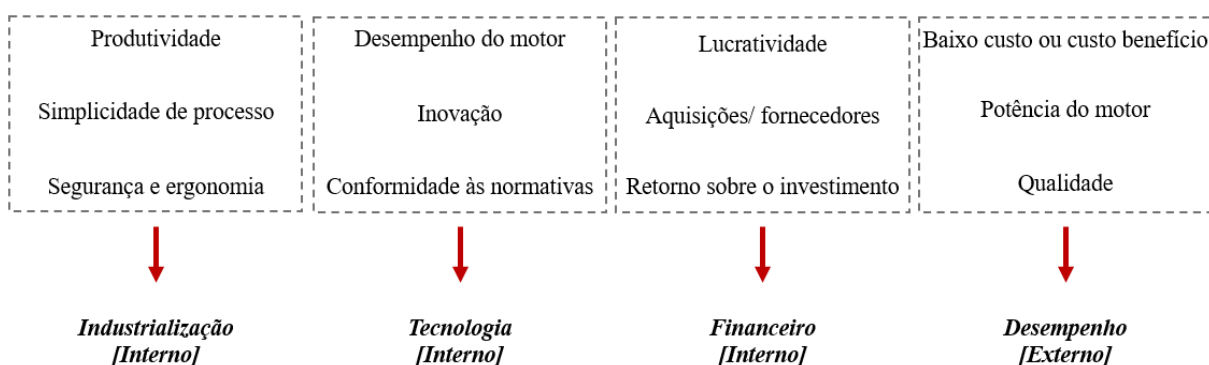 Produtividade
Simplicidade de processo
Segurança e ergonomia
Industrialização
[Interno]
Desempenho do motor
Inovação
Conformidade às normativas
Tecnologia
[Interno]
Lucratividade
Aquisições/ fornecedores
Retorno sobre o investimento
Financeiro
[Interno]
Baixo custo ou custo benefício
Potência do motor
Qualidade
Desempenho
[Externo]